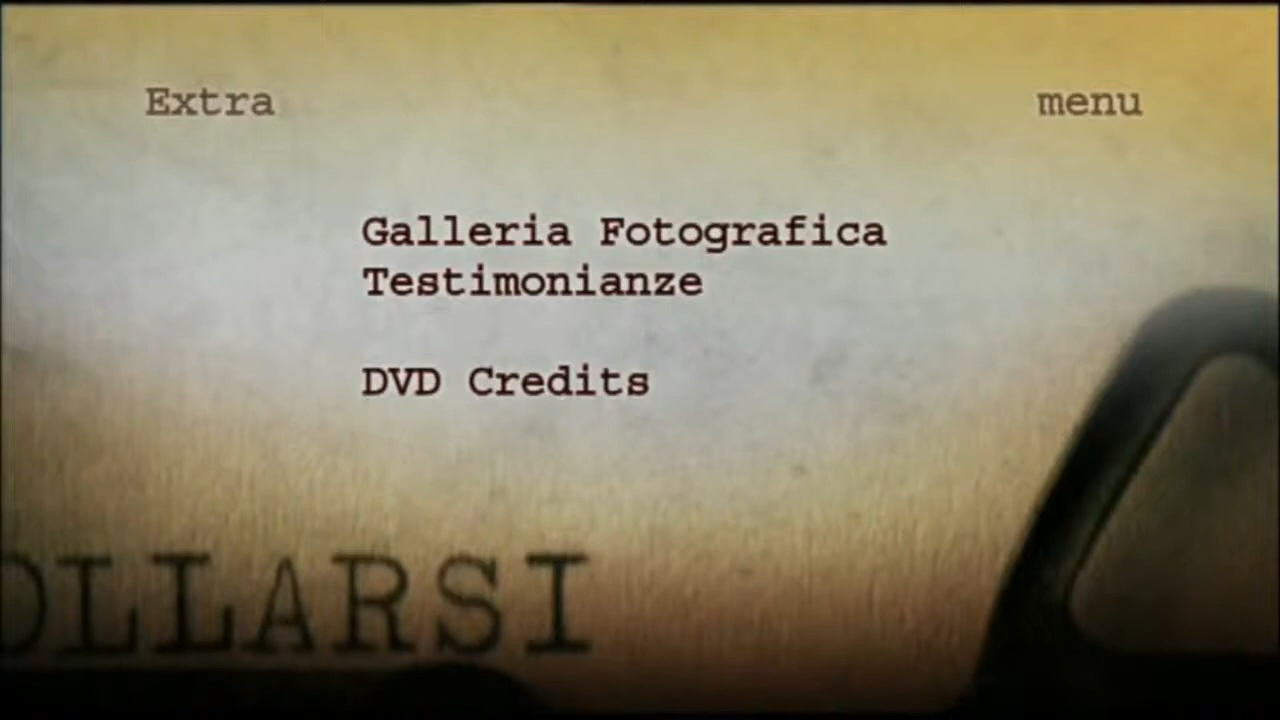 Extra
menu
Galleria Fotografica
Testimonianze
DVD Credits
OLLARSI